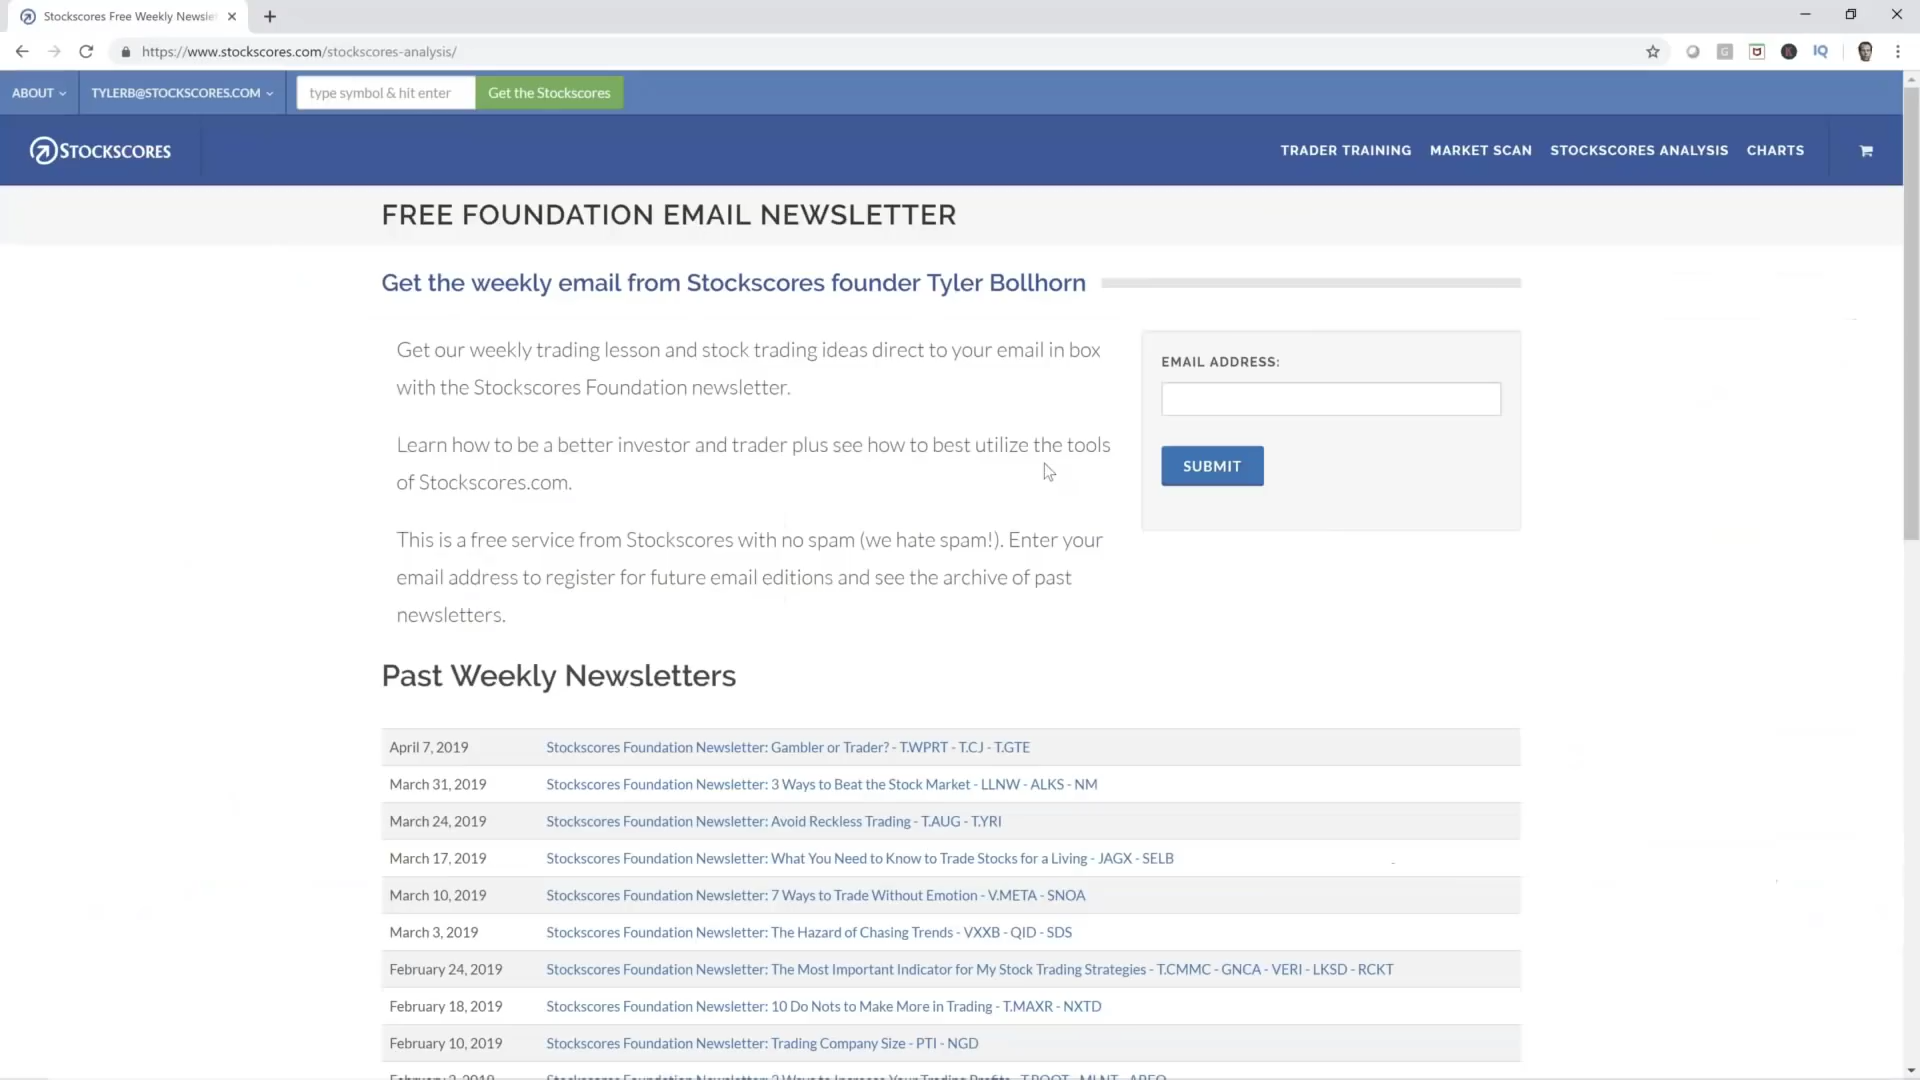 Stockscores Free Weekly Newsle
https://www.stockscores.com/stockscores-analysis/
IQ
ABOUT
TYLERB@STOCKSCORES.COM
type symbol & hit enter
Get the Stockscores
STOCKSCORES
TRADER TRAINING
MARKET SCAN
STOCKSCORES ANALYSIS
CHARTS
FREE FOUNDATION EMAIL NEWSLETTER
Get the weekly email from Stockscores founder Tyler Bollhorn
Get our weekly trading lesson and stock trading ideas direct to your email in box
with the Stockscores Foundation newsletter.
Learn how to be a better investor and trader plus see how to best utilize the tools
of Stockscores.com.
This is a free service from Stockscores with no spam (we hate spam!). Enter your
email address to register for future email editions and see the archive of past
newsletters.
EMAIL ADDRESS:
SUBMIT
Past Weekly Newsletters
April 7, 2019 Stockscores Foundation Newsletter: Gambler or Trader? - T.WPRT - T.CJ - T.GTE
March 31, 2019 Stockscores Foundation Newsletter: 3 Ways to Beat the Stock Market - LLNW - ALKS - NM
March 24, 2019 Stockscores Foundation Newsletter: Avoid Reckless Trading - T.AUG - T.YRI
March 17, 2019 Stockscores Foundation Newsletter: What You Need to Know to Trade Stocks for a Living - JAGX - SELB
March 10, 2019 Stockscores Foundation Newsletter: 7 Ways to Trade Without Emotion - V.META - SNOA
March 3, 2019 Stockscores Foundation Newsletter: The Hazard of Chasing Trends - VXXB - QID - SDS
February 24, 2019 Stockscores Foundation Newsletter: The Most Important Indicator for My Stock Trading Strategies - T.CMMC - GNCA - VERI - LKSD - RCKT
February 18, 2019 Stockscores Foundation Newsletter: 10 Do Nots to Make More in Trading - T.MAXR - NXTD
February 10, 2019 Stockscores Foundation Newsletter: Trading Company Size - PTI - NGD